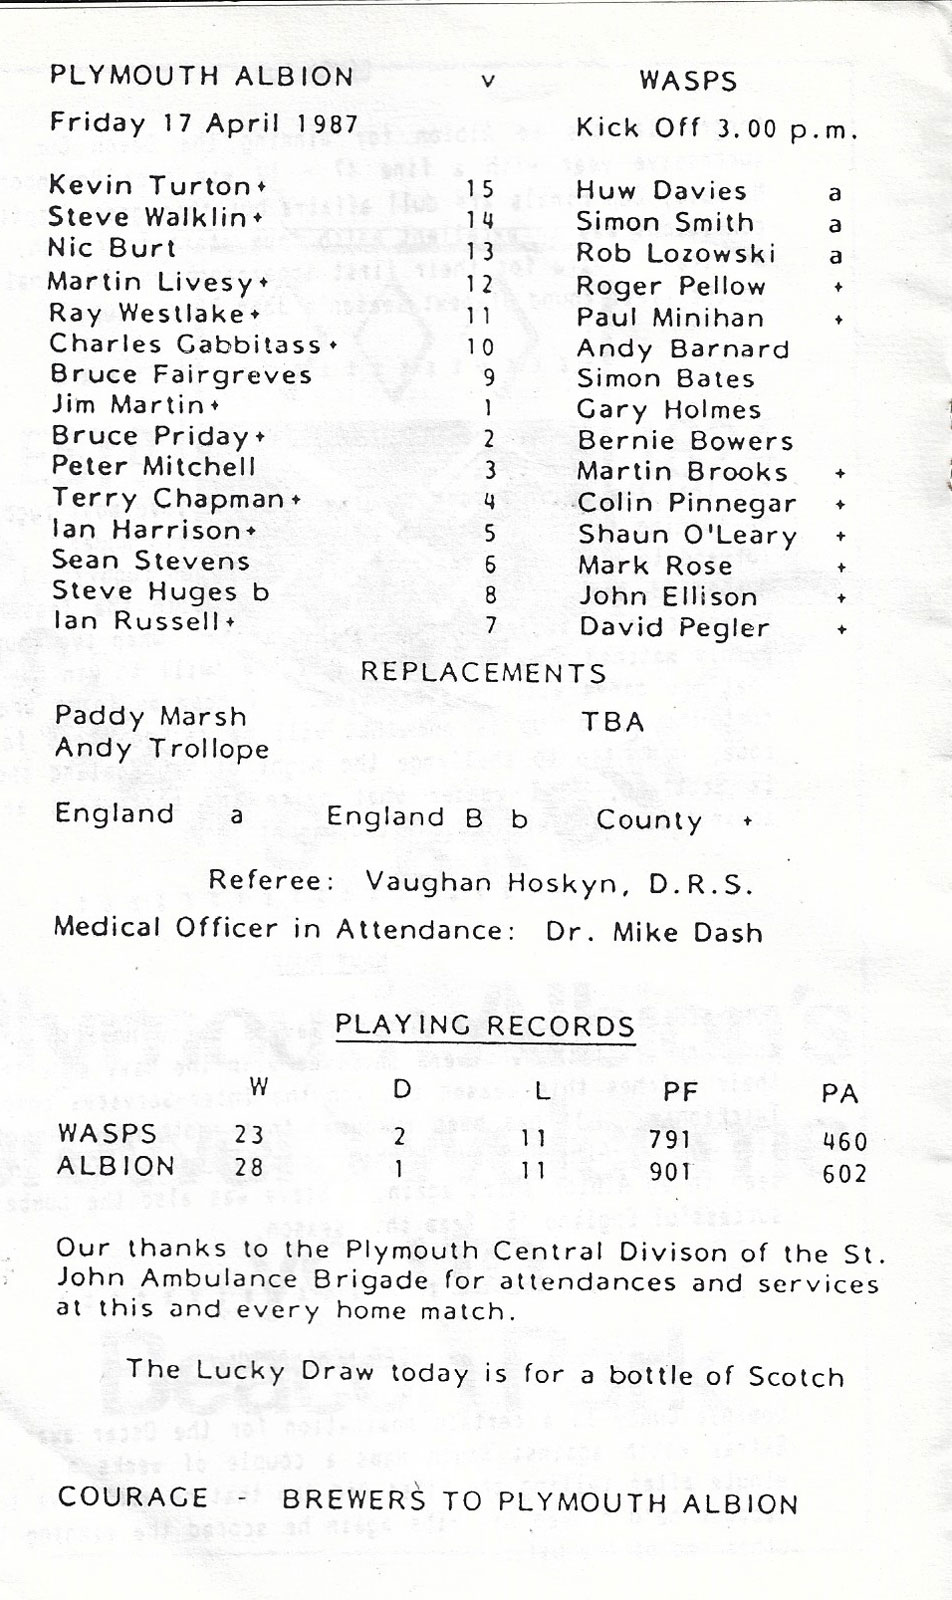 PLYMOUTH ALBION v WASPS
Friday 17 April 1987 Kick Off 3.00 p.m.
Kevin Turton+ 15 Huw Davies a
Steve Walklin+ 14 Simon Smith a
Nic Burt 13 Rob Lozowski a
Martin Livesy+ 12 Roger Pellow +
Ray Westlake+ 11 Paul Minihan +
Charles Gabbitass+ 10 Andy Barnard
Bruce Fairgreves 9 Simon Bates
Jim Martin+ 1 Gary Holmes
Bruce Priday+ 2 Bernie Bowers
Peter Mitchell 3 Martin Brooks +
Terry Chapman+ 4 Colin Pinnegar +
Ian Harrison+ 5 Shaun O'Leary +
Sean Stevens 6 Mark Rose +
Steve Huges b 8 John Ellison +
Ian Russell+ 7 David Pegler +
REPLACEMENTS
Paddy Marsh TBA
Andy Trollope
England a England B b County +
Referee: Vaughan Hoskyn, D.R.S.
Medical Officer in Attendance: Dr. Mike Dash
PLAYING RECORDS
W D L PF PA
WASPS 23 2 11 791 460
ALBION 28 1 11 901 602
Our thanks to the Plymouth Central Divison of the St.
John Ambulance Brigade for attendances and services
at this and every home match.
The Lucky Draw today is for a bottle of Scotch
COURAGE - BREWERS TO PLYMOUTH ALBION